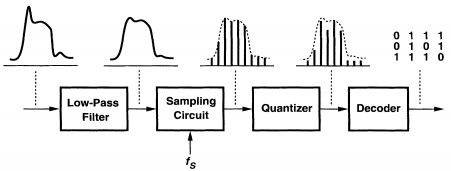 0 1 1 1
0 1 0 1
1 1 1 0
Low-Pass
Filter
Sampling
Circuit
Quantizer
Decoder
fS